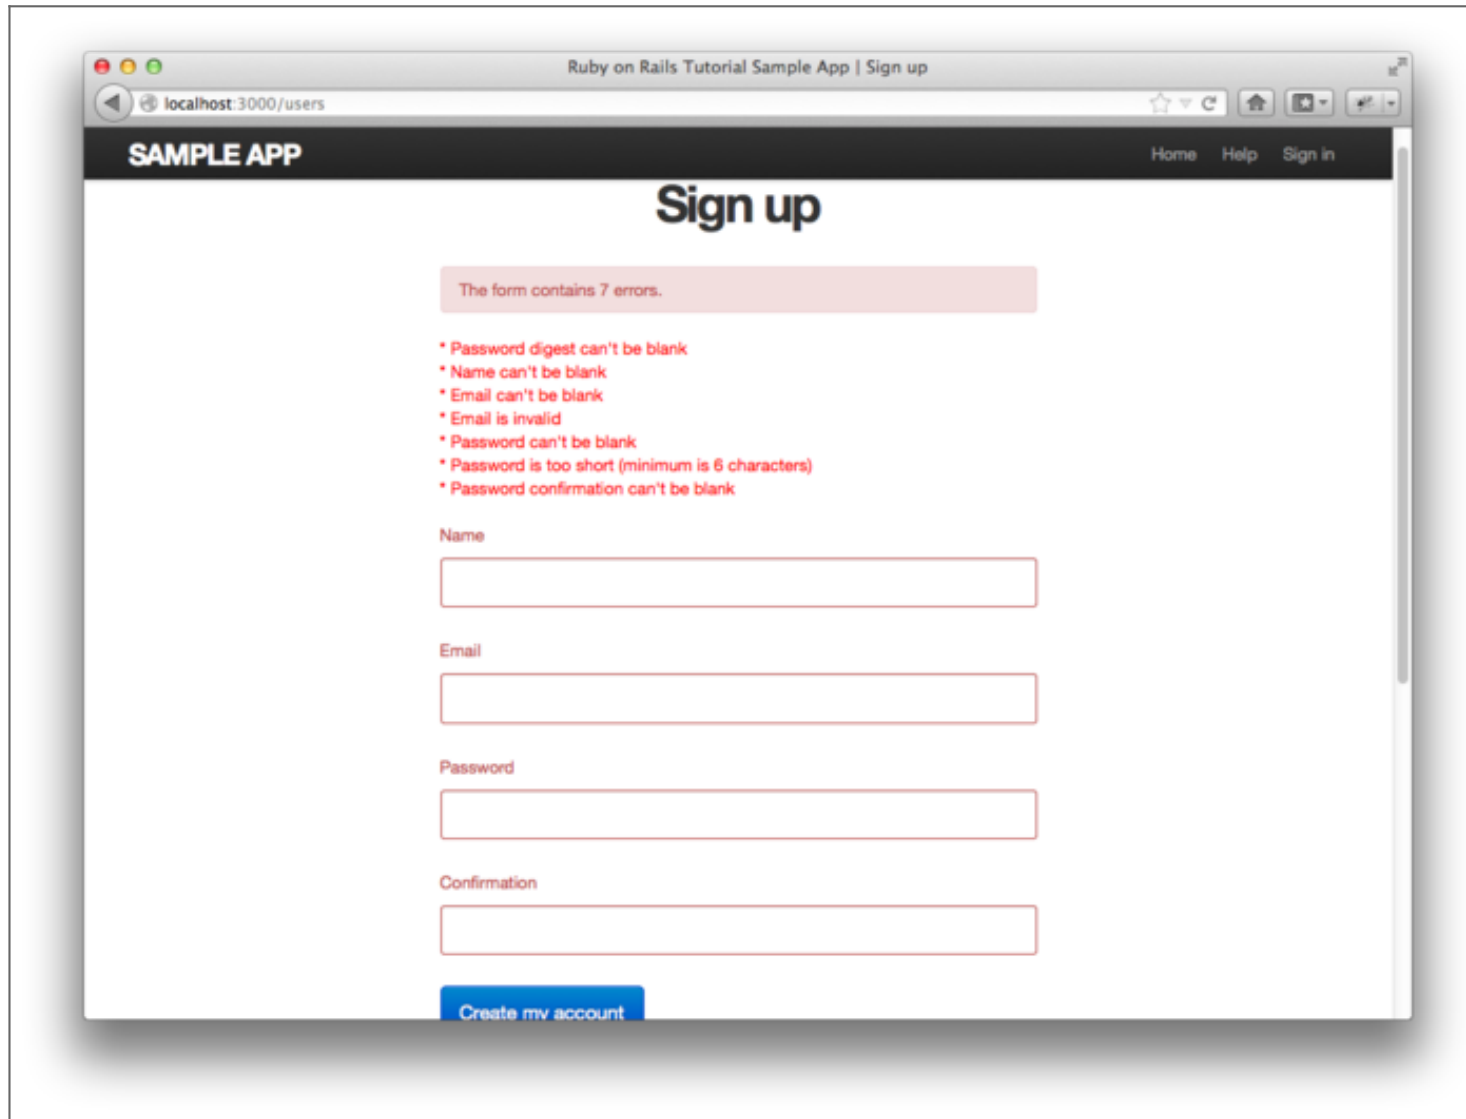 Ruby on Rails Tutorial Sample App | Sign up
localhost:3000/users
SAMPLE APP
Home Help Sign in
Sign up
The form contains 7 errors.
* Password digest can't be blank
* Name can't be blank
* Email can't be blank
* Email is invalid
* Password can't be blank
* Password is too short (minimum is 6 characters)
* Password confirmation can't be blank
Name
Email
Password
Confirmation
Create my account